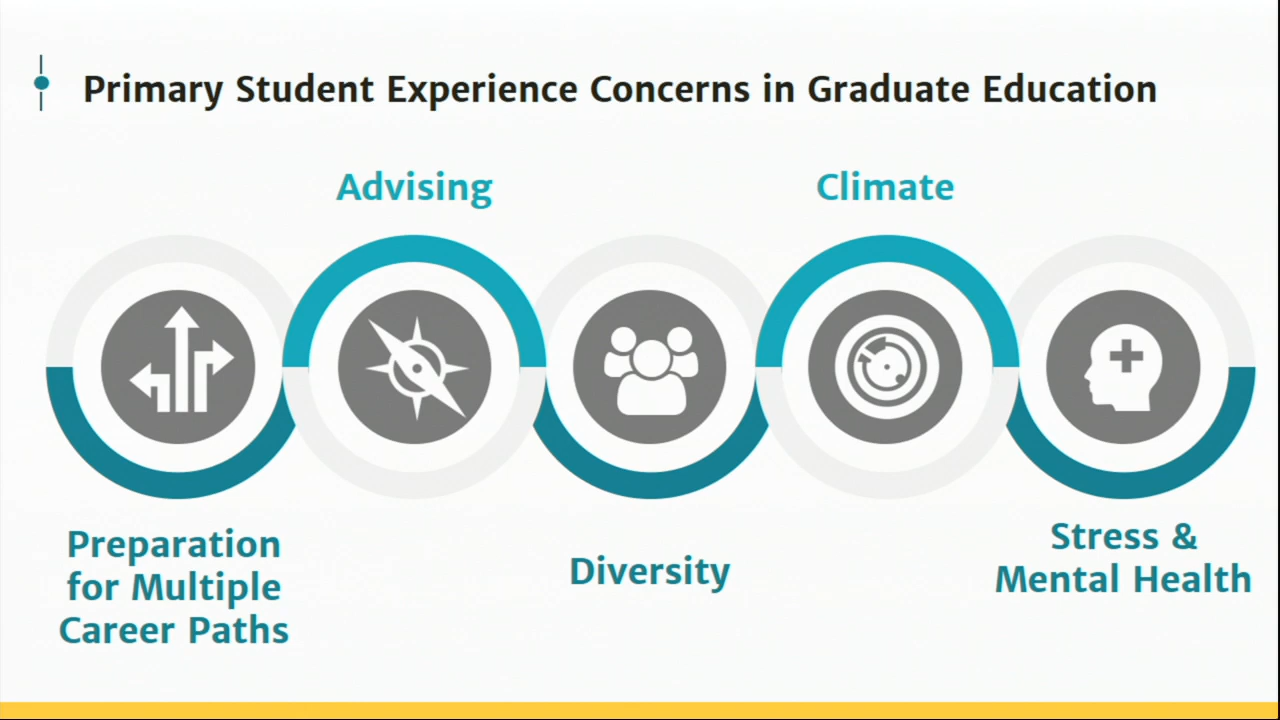 Primary Student Experience Concerns in Graduate Education
Advising
Climate
Preparation
for Multiple
Career Paths
Diversity
Stress &
Mental Health